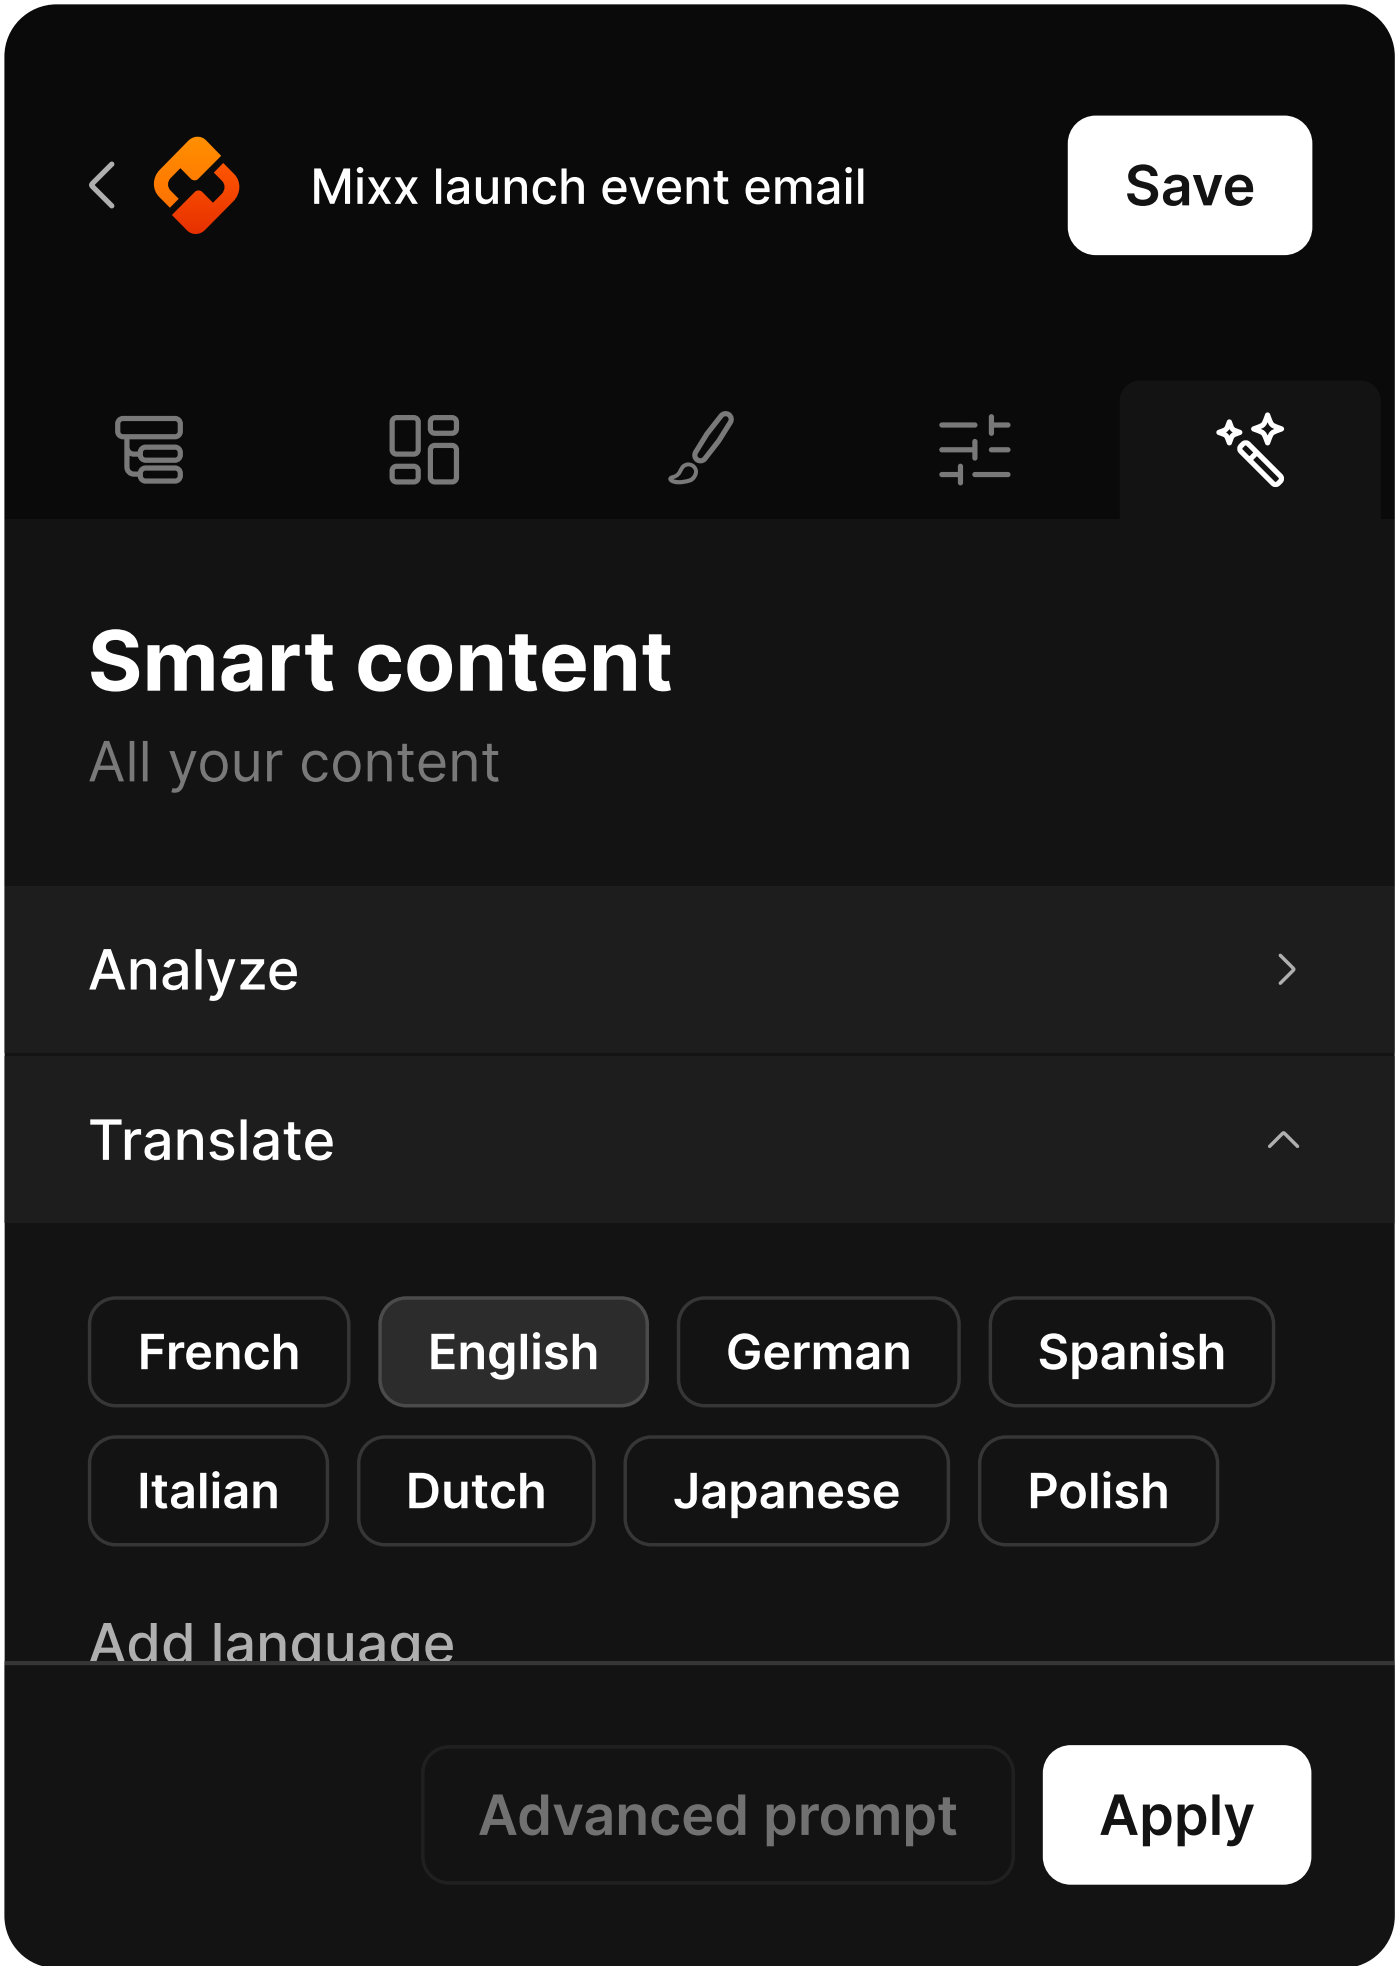 Mixx launch event email
Save
Smart content
All your content
Analyze
Translate
French English German Spanish
Italian Dutch Japanese Polish
Add language
Advanced prompt Apply